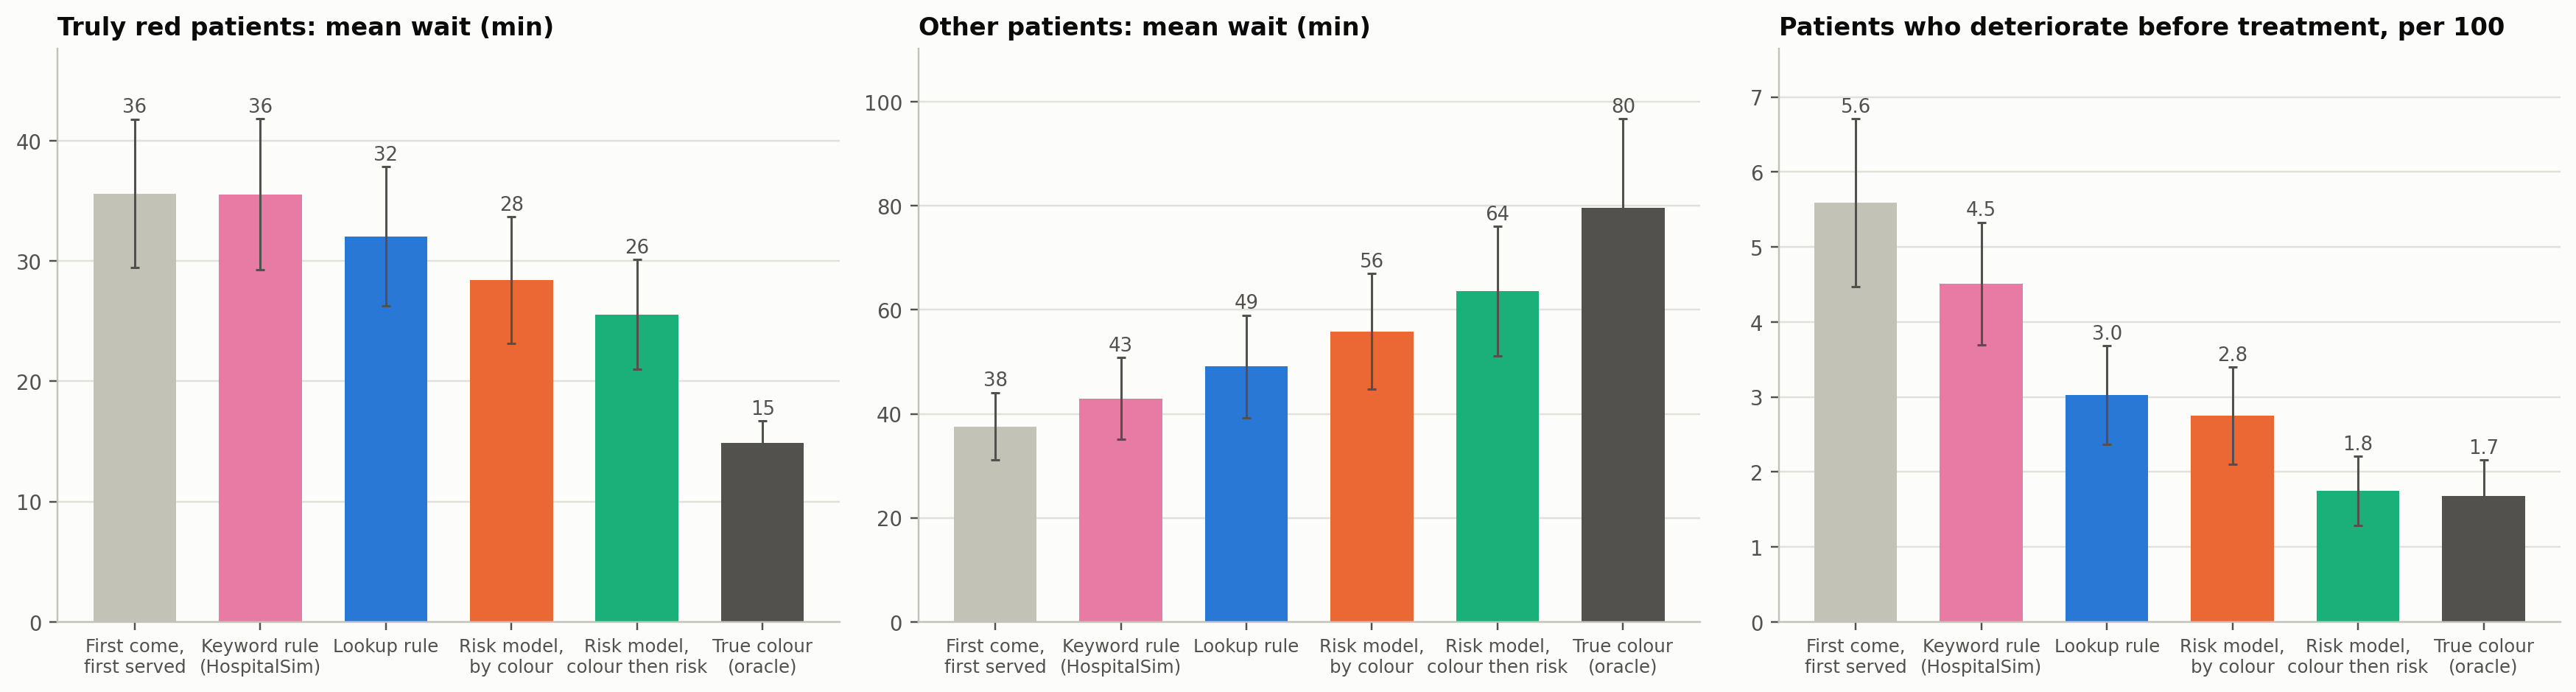 Truly red patients: mean wait (min)
40
30
20
10
0
36
36
32
28
26
15
First come,
first served
Keyword rule
(HospitalSim)
Lookup rule
Risk model,
by colour
Risk model,
colour then risk
True colour
(oracle)
Other patients: mean wait (min)
100
80
60
40
20
0
38
43
49
56
64
80
First come,
first served
Keyword rule
(HospitalSim)
Lookup rule
Risk model,
by colour
Risk model,
colour then risk
True colour
(oracle)
Patients who deteriorate before treatment, per 100
7
6
5
4
3
2
1
0
5.6
4.5
3.0
2.8
1.8
1.7
First come,
first served
Keyword rule
(HospitalSim)
Lookup rule
Risk model,
by colour
Risk model,
colour then risk
True colour
(oracle)